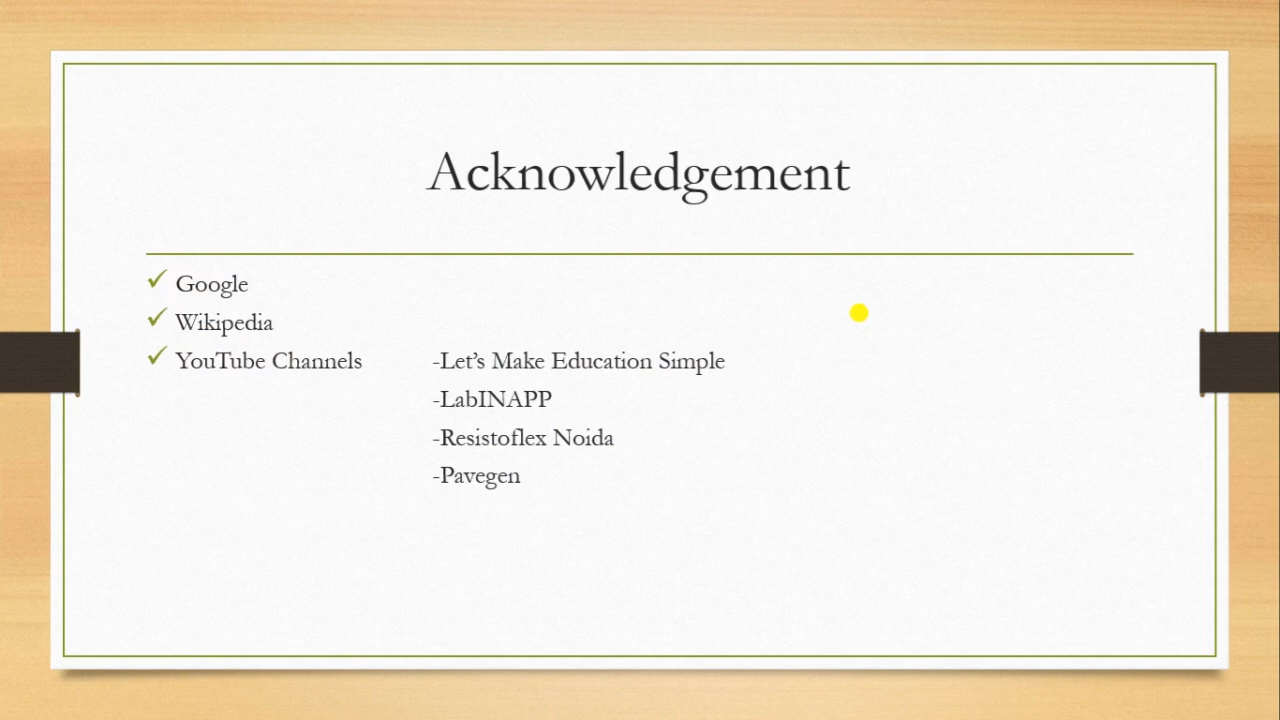 Acknowledgement
Google
Wikipedia
YouTube Channels -Let's Make Education Simple
-LabINAPP
-Resistoflex Noida
-Pavegen